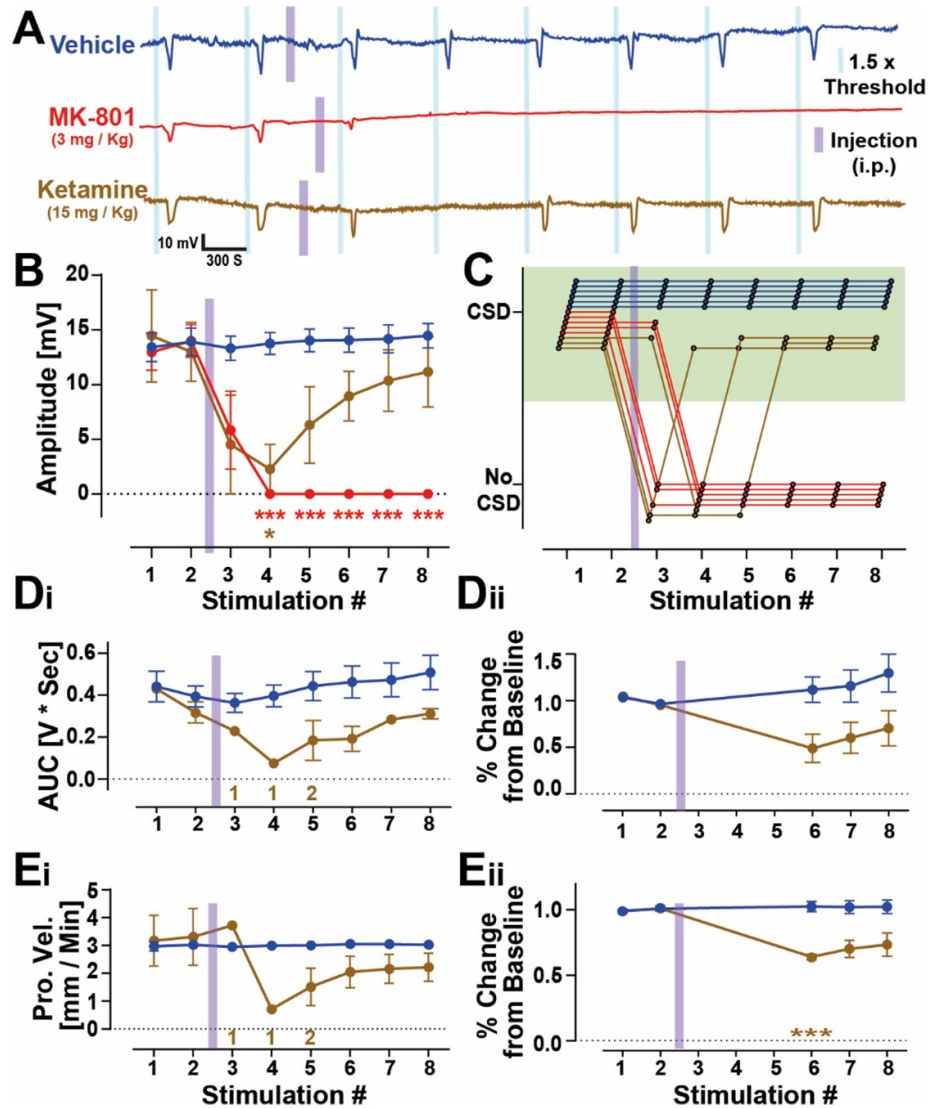 A
Vehicle
1.5 x
Threshold
MK-801
(3 mg / Kg)
Injection
(i.p.)
Ketamine
(15 mg / Kg)
10 mV
300 S
B
20
15
10
5
0
Amplitude [mV]
*** *** *** *** ***
*
1 2 3 4 5 6 7 8
Stimulation #
C
CSD
No
CSD
1 2 3 4 5 6 7 8
Stimulation #
Di
0.6
0.4
0.2
0.0
AUC [V * Sec]
1 1 2
1 2 3 4 5 6 7 8
Dii
1.5
1.0
0.5
0.0
% Change
from Baseline
1 2 3 4 5 6 7 8
Ei
5
4
3
2
1
0
Pro. Vel.
[mm / Min]
1 1 2
1 2 3 4 5 6 7 8
Stimulation #
Eii
1.0
0.5
0.0
% Change
from Baseline
***
1 2 3 4 5 6 7 8
Stimulation #